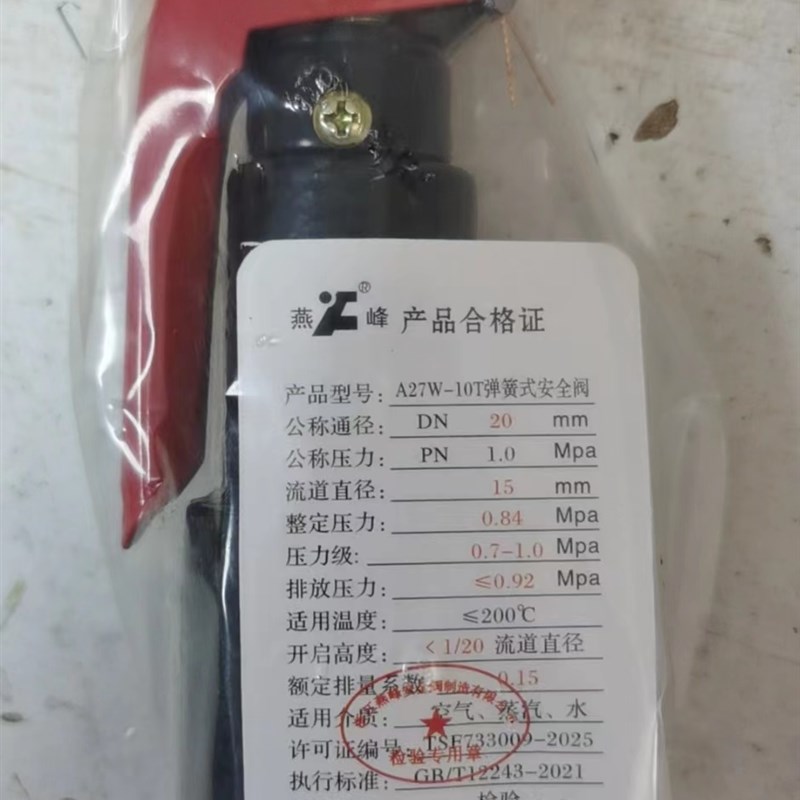 燕 ® 峰 产品合格证
产品型号: A27W-10T弹簧式安全阀
公称通径: DN 20 mm
公称压力: PN 1.0 Mpa
流道直径: 15 mm
整定压力: 0.84 Mpa
压力级: 0.7-1.0 Mpa
排放压力: ≤0.92 Mpa
适用温度: ≤200℃
开启高度: <1/20 流道直径
额定排量系数: 0.15
适用介质: 空气、蒸汽、水
许可证编号: TSF733009-2025
检验专用章
执行标准: GB/T12243-2021
检验